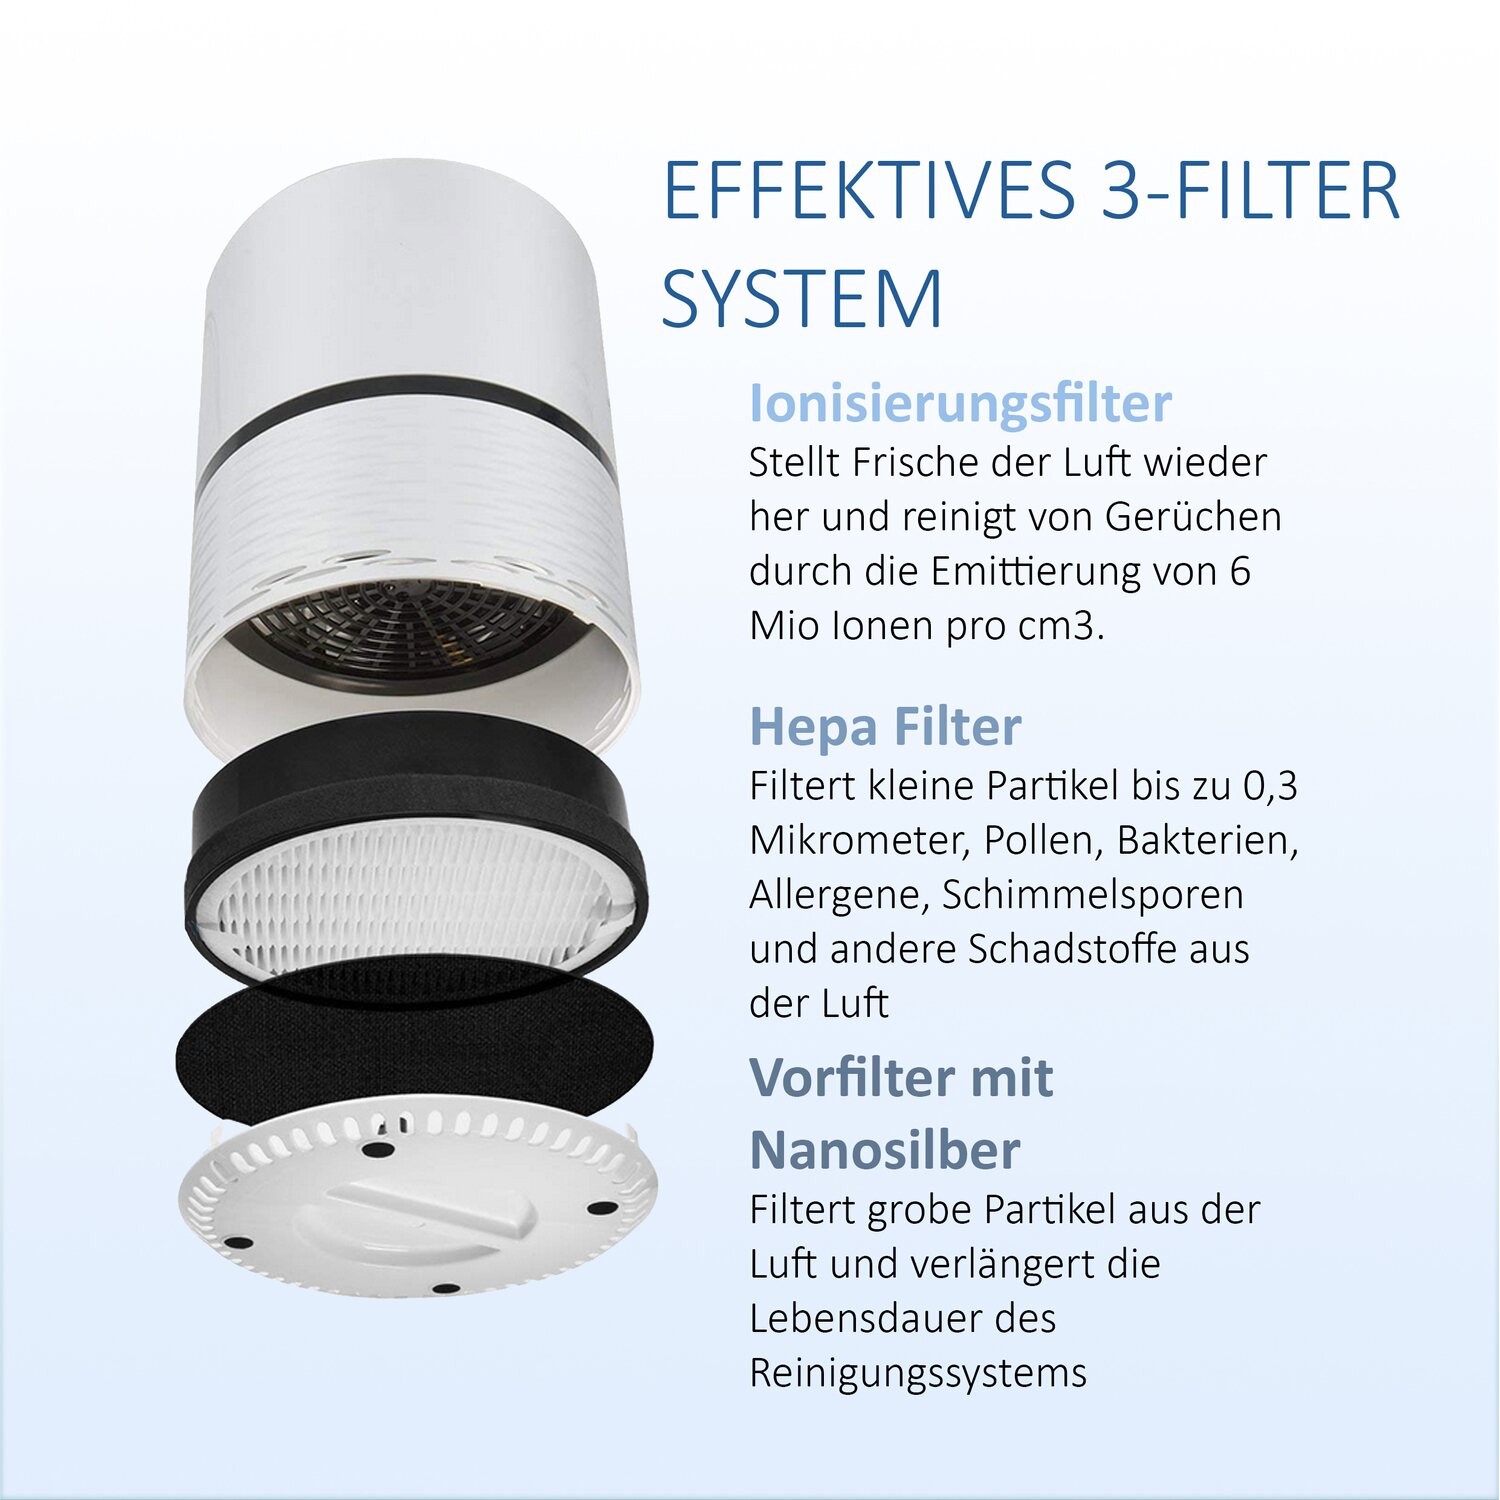 EFFEKTIVES 3-FILTER
SYSTEM
Ionisierungsfilter
Stellt Frische der Luft wieder
her und reinigt von Gerüchen
durch die Emittierung von 6
Mio Ionen pro cm3.
Hepa Filter
Filtert kleine Partikel bis zu 0,3
Mikrometer, Pollen, Bakterien,
Allergene, Schimmelsporen
und andere Schadstoffe aus
der Luft
Vorfilter mit
Nanosilber
Filtert grobe Partikel aus der
Luft und verlängert die
Lebensdauer des
Reinigungssystems